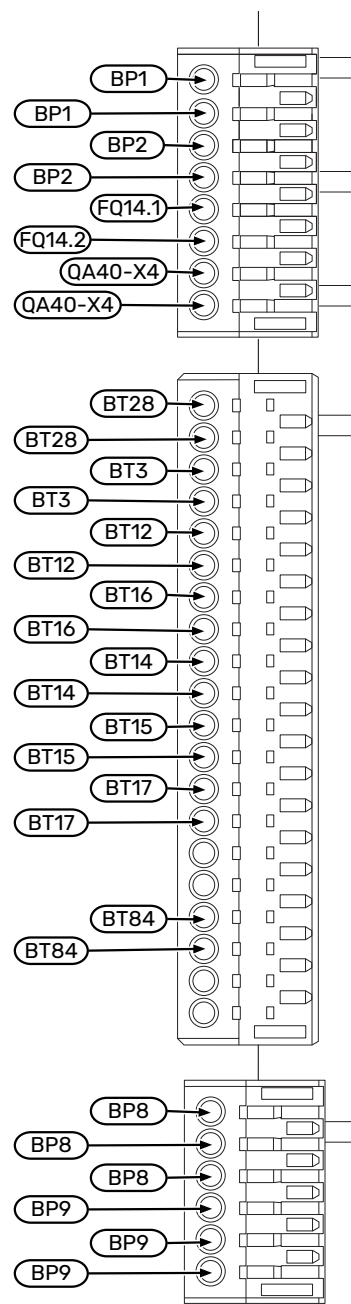 BP1
BP1
BP2
BP2
FQ14.1
FQ14.2
QA40-X4
QA40-X4
BT28
BT28
BT3
BT3
BT12
BT12
BT16
BT16
BT14
BT14
BT15
BT15
BT17
BT17
BT84
BT84
BP8
BP8
BP8
BP9
BP9
BP9